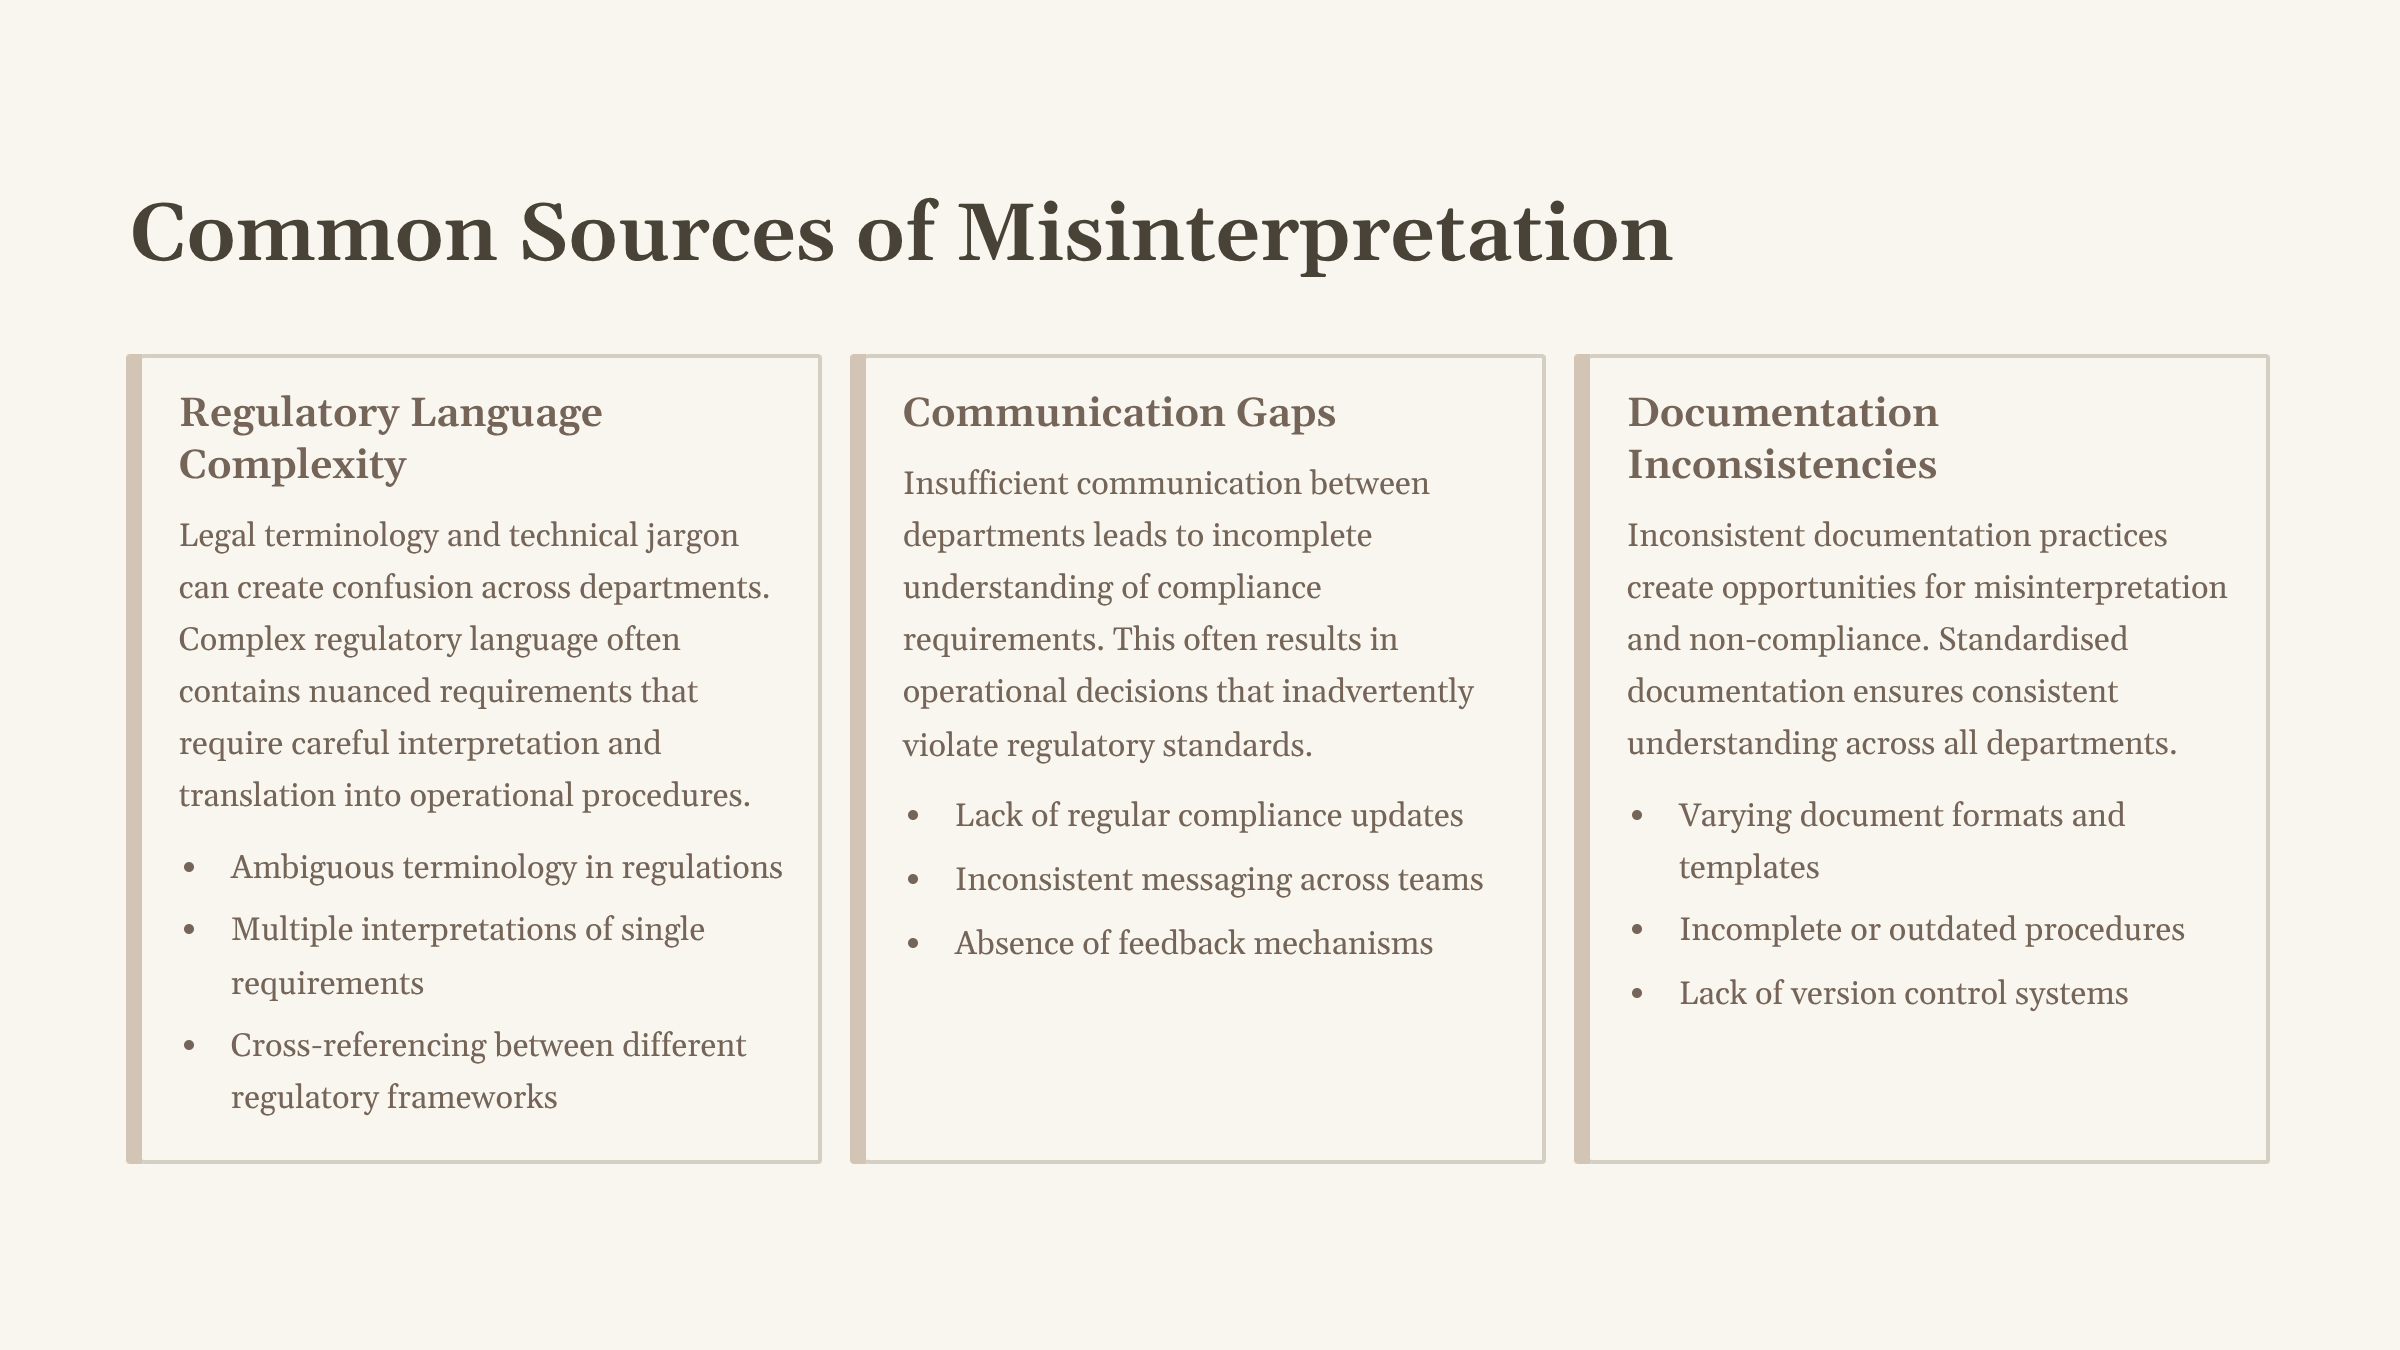 Common Sources of Misinterpretation
Regulatory Language
Complexity
Legal terminology and technical jargon
can create confusion across departments.
Complex regulatory language often
contains nuanced requirements that
require careful interpretation and
translation into operational procedures.
• Ambiguous terminology in regulations
• Multiple interpretations of single
requirements
• Cross-referencing between different
regulatory frameworks
Communication Gaps
Insufficient communication between
departments leads to incomplete
understanding of compliance
requirements. This often results in
operational decisions that inadvertently
violate regulatory standards.
• Lack of regular compliance updates
• Inconsistent messaging across teams
• Absence of feedback mechanisms
Documentation
Inconsistencies
Inconsistent documentation practices
create opportunities for misinterpretation
and non-compliance. Standardised
documentation ensures consistent
understanding across all departments.
• Varying document formats and
templates
• Incomplete or outdated procedures
• Lack of version control systems